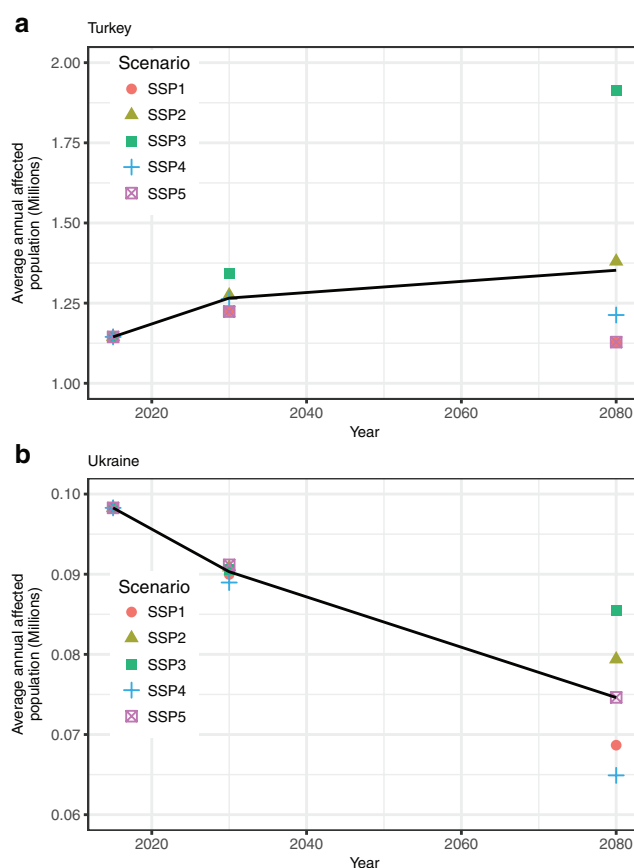 a
Turkey
2.00
1.75
1.50
1.25
1.00
Average annual affected
population (Millions)
Scenario
SSP1
SSP2
SSP3
SSP4
SSP5
2020
2040
2060
2080
Year
b
Ukraine
0.10
0.09
0.08
0.07
0.06
Average annual affected
population (Millions)
Scenario
SSP1
SSP2
SSP3
SSP4
SSP5
2020
2040
2060
2080
Year